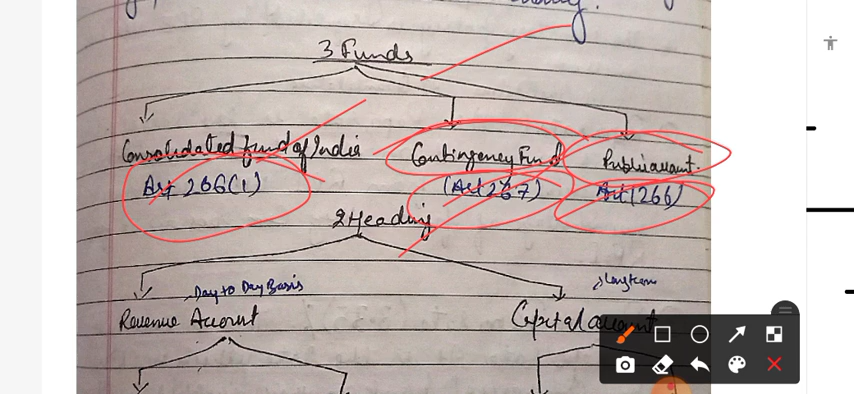 3 Funds
Consolidated fund of India Contingency Fund Public account.
Art 266(1) (Art 267) Art (266)
2 Heading
Day to Day Basis Long term
Revenue Account Capital account